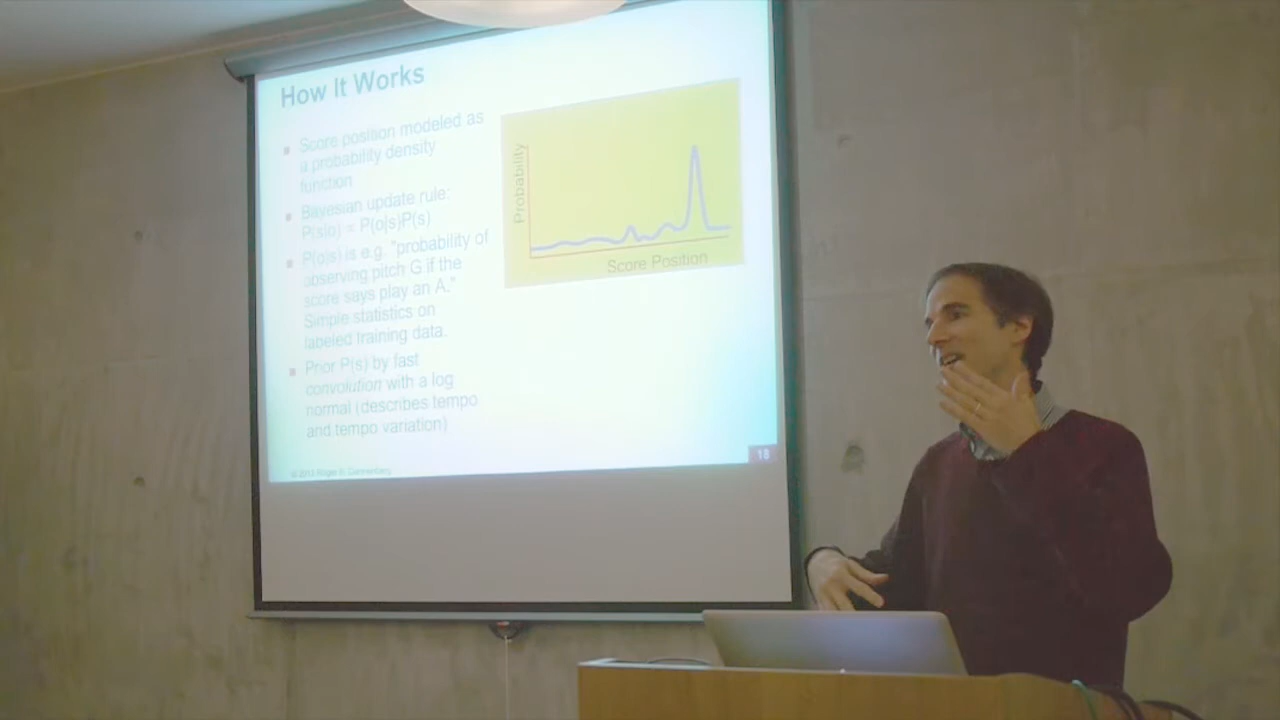 How It Works
Score position modeled as
a probability density
function
Bayesian update rule:
P(s|o) = P(o|s)P(s)
P(o|s) is e.g. "probability of
observing pitch G if the
score says play an A."
Simple statistics on
labeled training data.
Prior P(s) by fast
convolution with a log
normal (describes tempo
and tempo variation)
Probability
Score Position
Roger B. Dannenberg
18